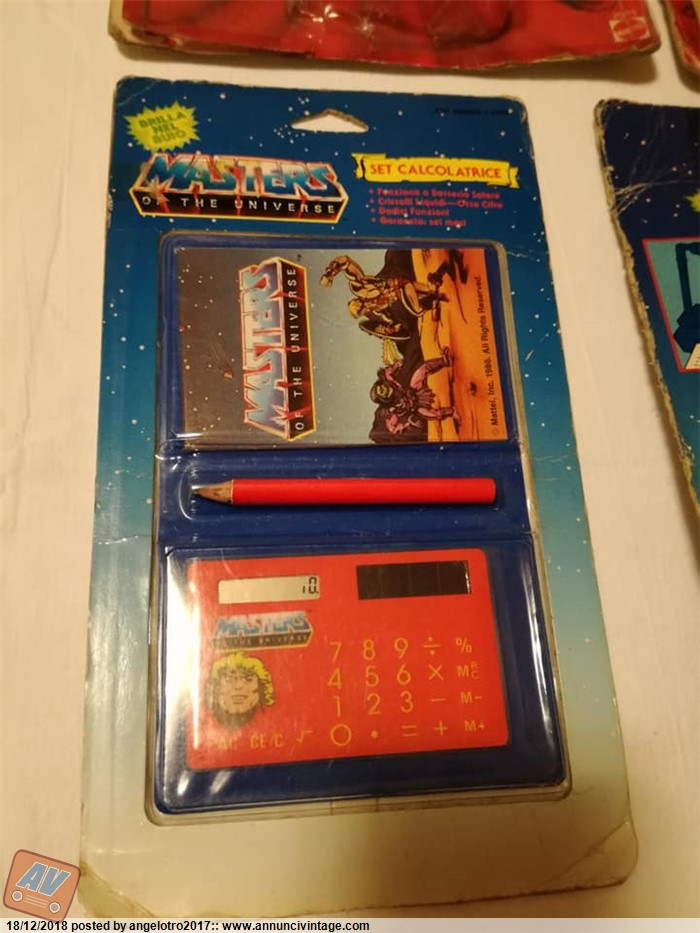 MATTEL
BRILLA
NEL
BUIO
MASTERS
OF THE UNIVERSE
SET CALCOLATRICE
• Funziona a Batteria Solare
• Cristalli Liquidi—Otto Cifre
• Dodici Funzioni
• Garanzia: sei mesi
MASTERS
OF THE UNIVERSE
© Mattel, Inc. 1986. All Rights Reserved.
0.
MASTERS
OF THE UNIVERSE
7 8 9 ÷ %
4 5 6 × MRC
1 2 3 − M−
AC CE/C √ 0 • = + M+
AV
18/12/2018 posted by angelotro2017:: www.annuncivintage.com